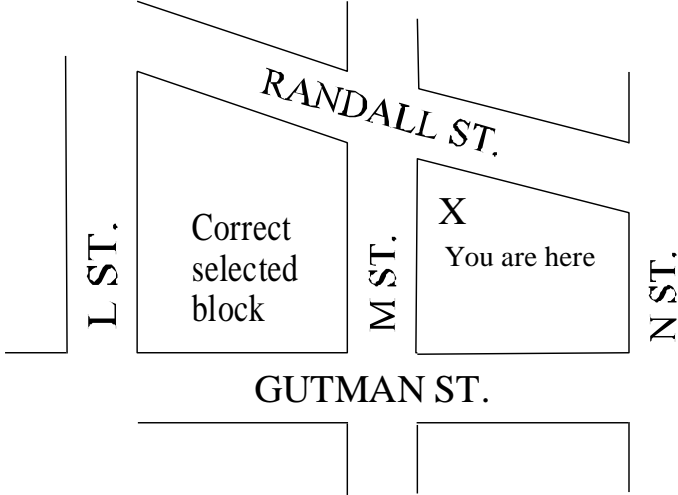 RANDALL ST.
L ST.
Correct
selected
block
M ST.
X
You are here
N ST.
GUTMAN ST.